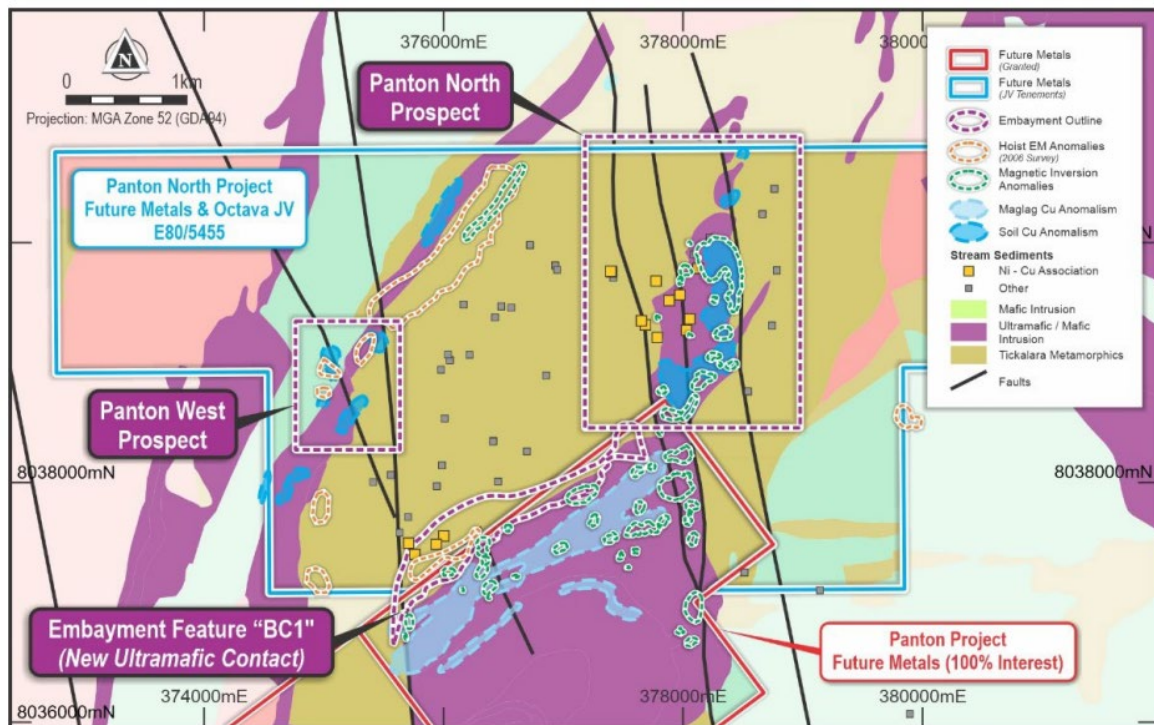 376000mE
378000mE
380000
N
0
1km
Projection: MGA Zone 52 (GDA94)
Panton North
Prospect
Panton North Project
Future Metals & Octava JV
E80/5455
Panton West
Prospect
8038000mN
8038000mN
Embayment Feature “BC1"
(New Ultramafic Contact)
Panton Project
Future Metals (100% Interest)
374000mE
378000mE
380000mE
8036000mN
Future Metals
(Granted)
Future Metals
(JV Tenements)
Embayment Outline
Hoist EM Anomalies
(2006 Survey)
Magnetic Inversion
Anomalies
Maglag Cu Anomalism
Soil Cu Anomalism
Stream Sediments
Ni - Cu Association
Other
Mafic Intrusion
Ultramafic / Mafic
Intrusion
Tickalara Metamorphics
Faults